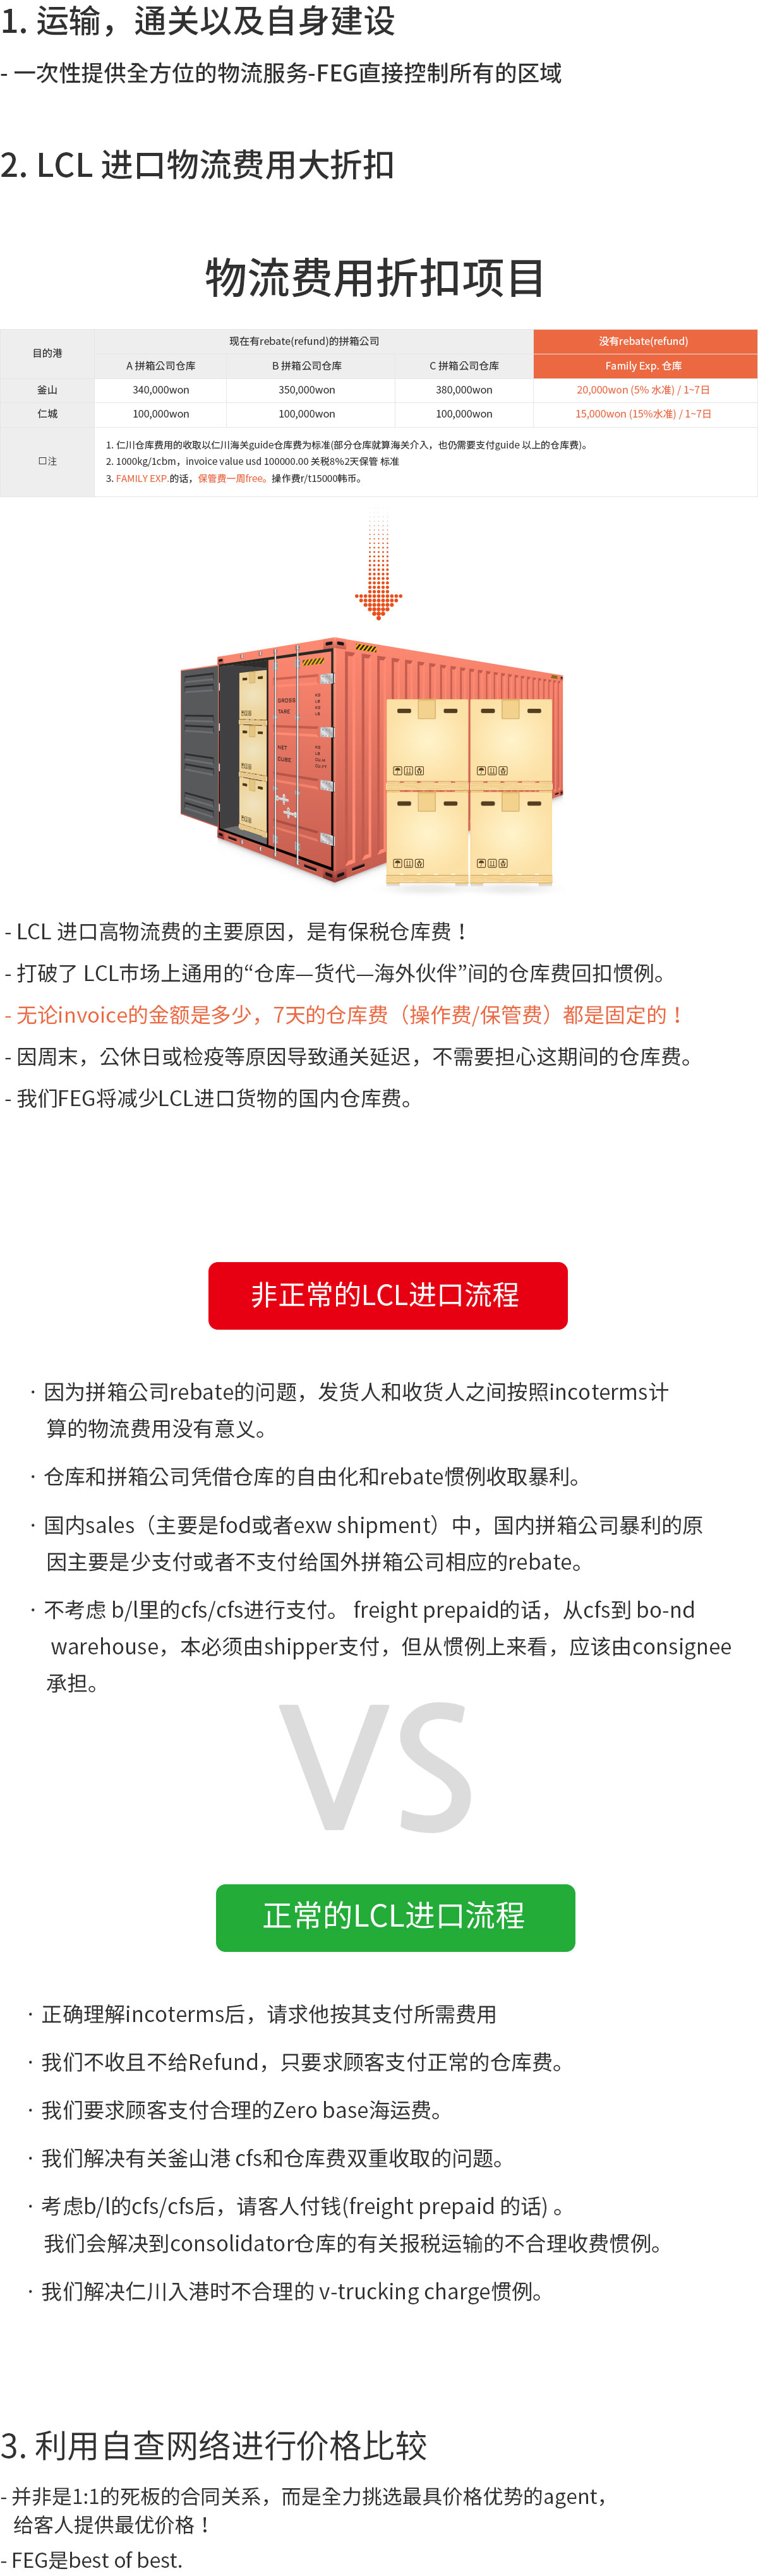 1. 运输，通关以及自身建设
- 一次性提供全方位的物流服务-FEG直接控制所有的区域
2. LCL 进口物流费用大折扣
物流费用折扣项目
目的港
现在有rebate(refund)的拼箱公司
没有rebate(refund)
A 拼箱公司仓库
B 拼箱公司仓库
C 拼箱公司仓库
Family Exp. 仓库
釜山
340,000won
350,000won
380,000won
20,000won (5% 水准) / 1~7日
仁城
100,000won
100,000won
100,000won
15,000won (15%水准) / 1~7日
口注
1. 仁川仓库费用的收取以仁川海关guide仓库费为标准(部分仓库就算海关介入，也仍需要支付guide 以上的仓库费)。
2. 1000kg/1cbm，invoice value usd 100000.00 关税8%2天保管 标准
3. FAMILY EXP.的话，保管费一周free。操作费r/t15000韩币。
GROSS
TARE
NET
CUBE
- LCL 进口高物流费的主要原因，是有保税仓库费！
- 打破了 LCL市场上通用的“仓库—货代—海外伙伴”间的仓库费回扣惯例。
- 无论invoice的金额是多少，7天的仓库费（操作费/保管费）都是固定的！
- 因周末，公休日或检疫等原因导致通关延迟，不需要担心这期间的仓库费。
- 我们FEG将减少LCL进口货物的国内仓库费。
非正常的LCL进口流程
· 因为拼箱公司rebate的问题，发货人和收货人之间按照incoterms计
算的物流费用没有意义。
· 仓库和拼箱公司凭借仓库的自由化和rebate惯例收取暴利。
· 国内sales（主要是fod或者exw shipment）中，国内拼箱公司暴利的原
因主要是少支付或者不支付给国外拼箱公司相应的rebate。
· 不考虑 b/l里的cfs/cfs进行支付。 freight prepaid的话，从cfs到 bo-nd
warehouse，本必须由shipper支付，但从惯例上来看，应该由consignee
承担。
VS
正常的LCL进口流程
· 正确理解incoterms后，请求他按其支付所需费用
· 我们不收且不给Refund，只要求顾客支付正常的仓库费。
· 我们要求顾客支付合理的Zero base海运费。
· 我们解决有关釜山港 cfs和仓库费双重收取的问题。
· 考虑b/l的cfs/cfs后，请客人付钱(freight prepaid 的话) 。
我们会解决到consolidator仓库的有关报税运输的不合理收费惯例。
· 我们解决仁川入港时不合理的 v-trucking charge惯例。
3. 利用自查网络进行价格比较
- 并非是1:1的死板的合同关系，而是全力挑选最具价格优势的agent，
给客人提供最优价格！
- FEG是best of best.